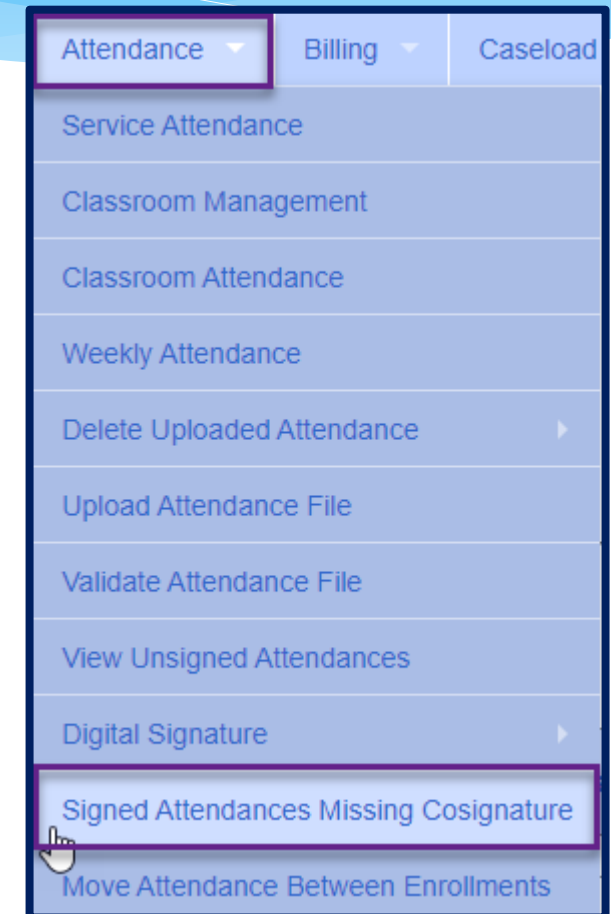 Attendance Billing Caseload
Service Attendance
Classroom Management
Classroom Attendance
Weekly Attendance
Delete Uploaded Attendance
Upload Attendance File
Validate Attendance File
View Unsigned Attendances
Digital Signature
Signed Attendances Missing Cosignature
Move Attendance Between Enrollments